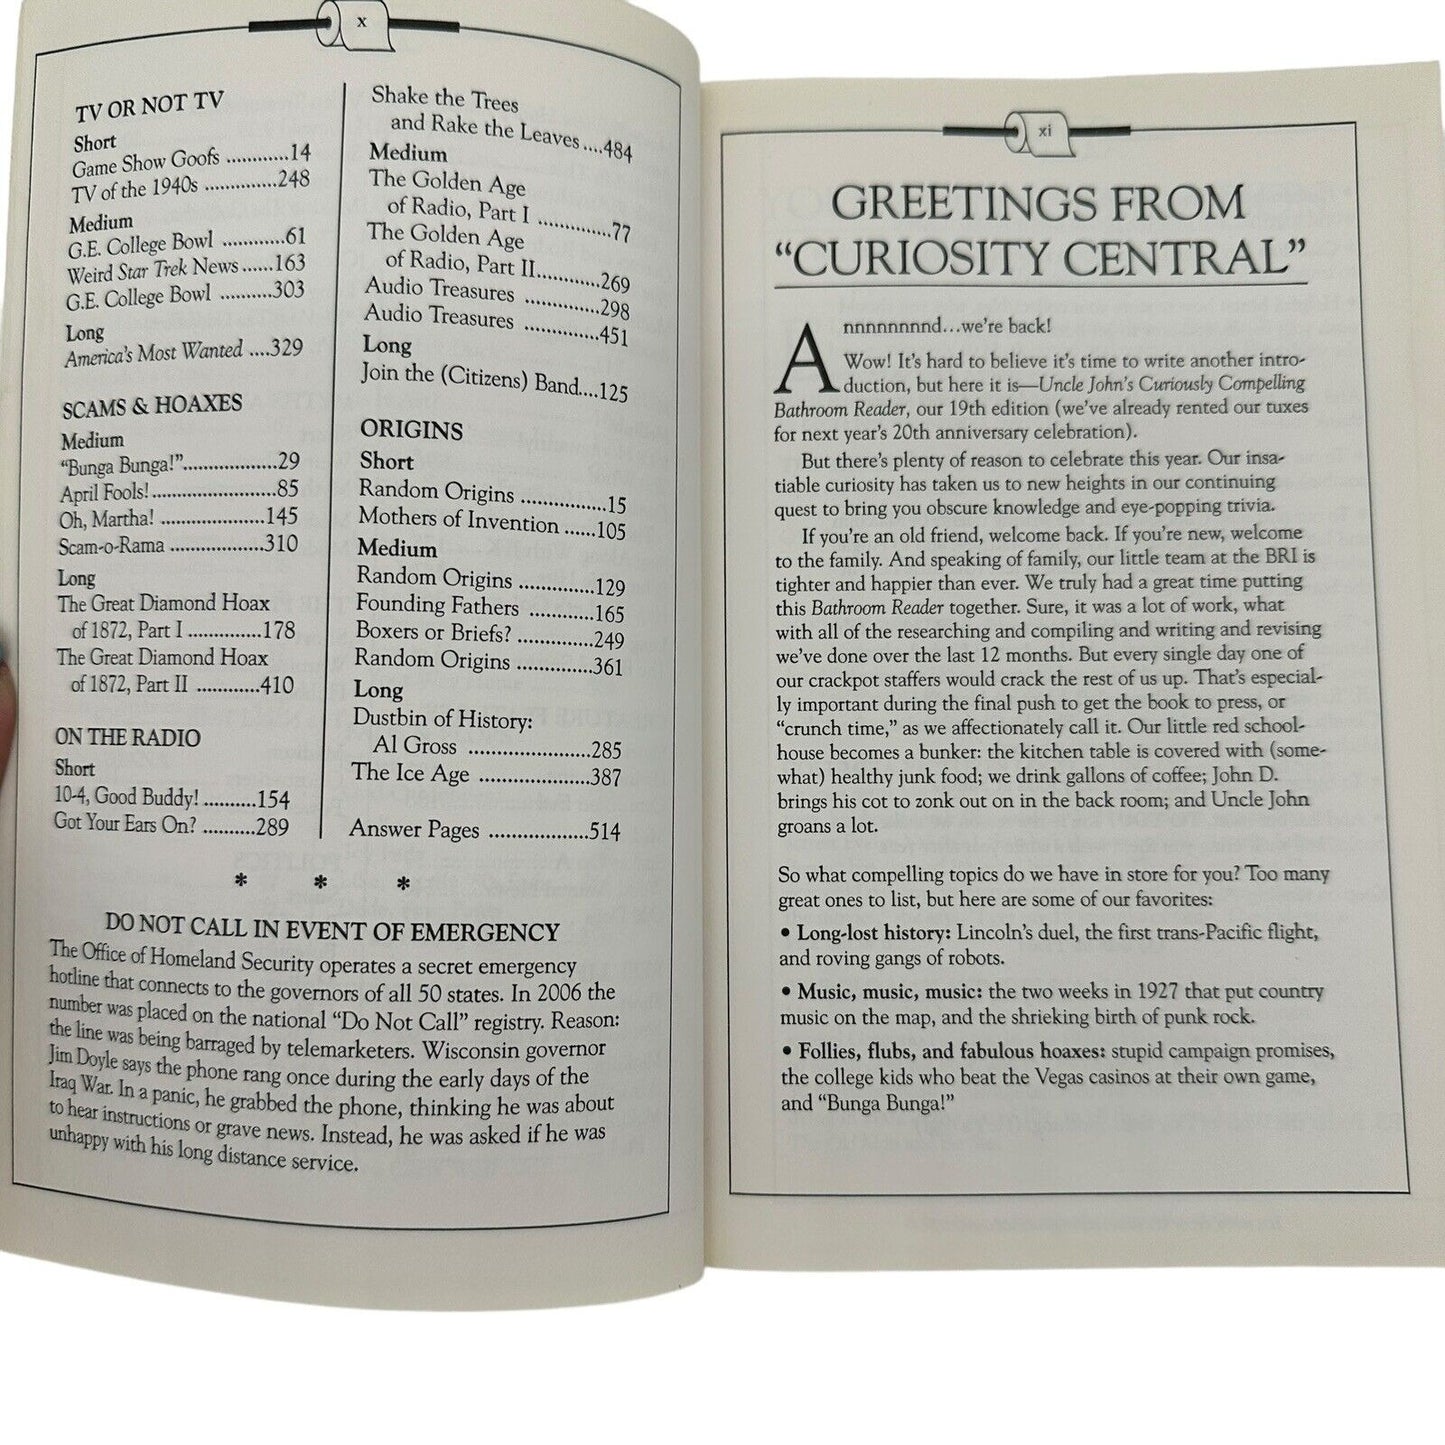 x
TV OR NOT TV
Short
Game Show Goofs ............14
TV of the 1940s ..............248
Medium
G.E. College Bowl ............61
Weird Star Trek News......163
G.E. College Bowl ..........303
Long
America's Most Wanted ....329
SCAMS & HOAXES
Medium
“Bunga Bunga!”...................29
April Fools!........................85
Oh, Martha! ....................145
Scam-o-Rama ..................310
Long
The Great Diamond Hoax
of 1872, Part I ..............178
The Great Diamond Hoax
of 1872, Part II ............410
ON THE RADIO
Short
10-4, Good Buddy!..........154
Got Your Ears On? ..........289
Shake the Trees
and Rake the Leaves....484
Medium
The Golden Age
of Radio, Part I ..............77
The Golden Age
of Radio, Part II............269
Audio Treasures ..............298
Audio Treasures ..............451
Long
Join the (Citizens) Band....125
ORIGINS
Short
Random Origins ................15
Mothers of Invention ......105
Medium
Random Origins ..............129
Founding Fathers ............165
Boxers or Briefs? ..............249
Random Origins ..............361
Long
Dustbin of History:
Al Gross ......................285
The Ice Age ....................387
Answer Pages ..................514
* * *
DO NOT CALL IN EVENT OF EMERGENCY
The Office of Homeland Security operates a secret emergency
hotline that connects to the governors of all 50 states. In 2006 the
number was placed on the national “Do Not Call” registry. Reason:
the line was being barraged by telemarketers. Wisconsin governor
Jim Doyle says the phone rang once during the early days of the
Iraq War. In a panic, he grabbed the phone, thinking he was about
to hear instructions or grave news. Instead, he was asked if he was
unhappy with his long distance service.
xi
GREETINGS FROM
“CURIOSITY CENTRAL”
Annnnnnnnd...we're back!
Wow! It's hard to believe it's time to write another intro-
duction, but here it is—Uncle John's Curiously Compelling
Bathroom Reader, our 19th edition (we've already rented our tuxes
for next year's 20th anniversary celebration).
But there's plenty of reason to celebrate this year. Our insa-
tiable curiosity has taken us to new heights in our continuing
quest to bring you obscure knowledge and eye-popping trivia.
If you're an old friend, welcome back. If you're new, welcome
to the family. And speaking of family, our little team at the BRI is
tighter and happier than ever. We truly had a great time putting
this Bathroom Reader together. Sure, it was a lot of work, what
with all of the researching and compiling and writing and revising
we've done over the last 12 months. But every single day one of
our crackpot staffers would crack the rest of us up. That's especial-
ly important during the final push to get the book to press, or
“crunch time,” as we affectionately call it. Our little red school-
house becomes a bunker: the kitchen table is covered with (some-
what) healthy junk food; we drink gallons of coffee; John D.
brings his cot to zonk out on in the back room; and Uncle John
groans a lot.
So what compelling topics do we have in store for you? Too many
great ones to list, but here are some of our favorites:
• Long-lost history: Lincoln's duel, the first trans-Pacific flight,
and roving gangs of robots.
• Music, music, music: the two weeks in 1927 that put country
music on the map, and the shrieking birth of punk rock.
• Follies, flubs, and fabulous hoaxes: stupid campaign promises,
the college kids who beat the Vegas casinos at their own game,
and “Bunga Bunga!”